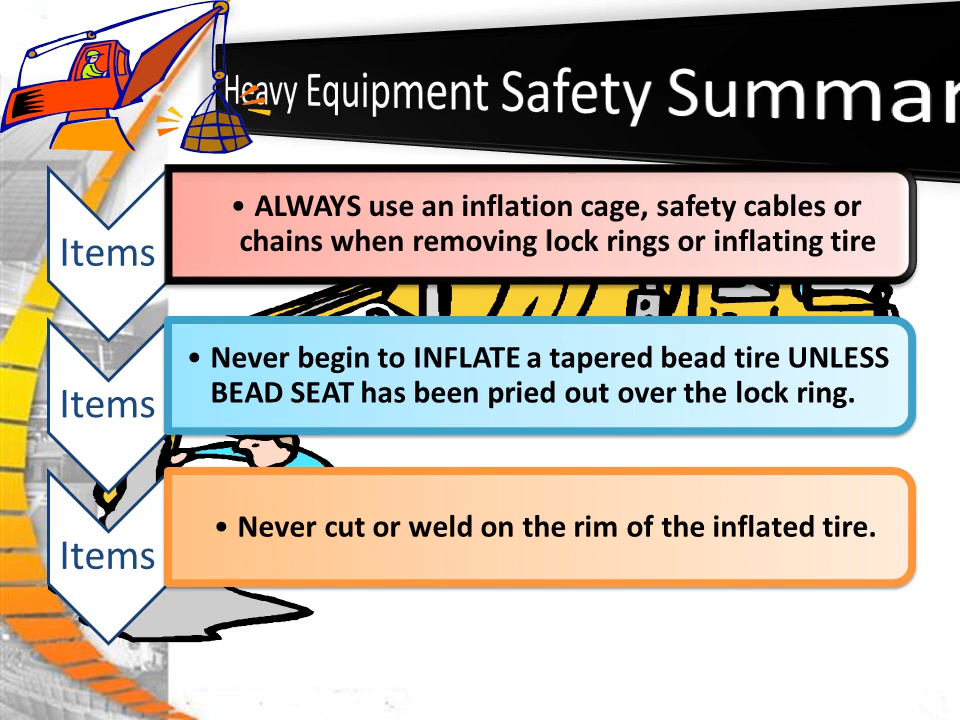 Heavy Equipment Safety Summar
Items
• ALWAYS use an inflation cage, safety cables or
chains when removing lock rings or inflating tire
Items
• Never begin to INFLATE a tapered bead tire UNLESS
BEAD SEAT has been pried out over the lock ring.
Items
• Never cut or weld on the rim of the inflated tire.